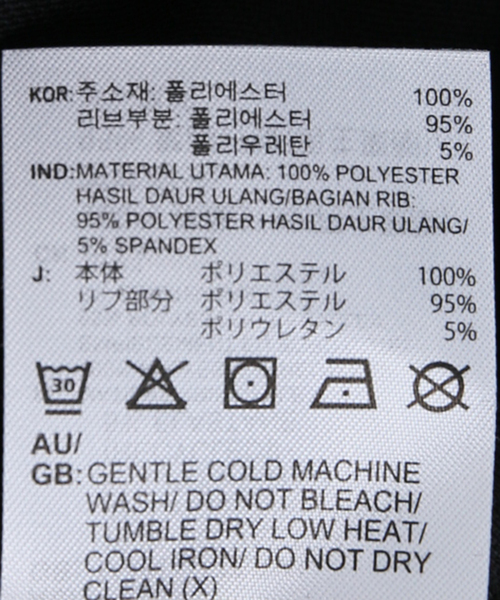 KOR: 주소재: 폴리에스터 100%
리브부분: 폴리에스터 95%
폴리우레탄 5%
IND: MATERIAL UTAMA: 100% POLYESTER
HASIL DAUR ULANG/BAGIAN RIB:
95% POLYESTER HASIL DAUR ULANG/
5% SPANDEX
J: 本体 ポリエステル 100%
リブ部分 ポリエステル 95%
ポリウレタン 5%
30
AU/
GB: GENTLE COLD MACHINE
WASH/ DO NOT BLEACH/
TUMBLE DRY LOW HEAT/
COOL IRON/ DO NOT DRY
CLEAN (X)